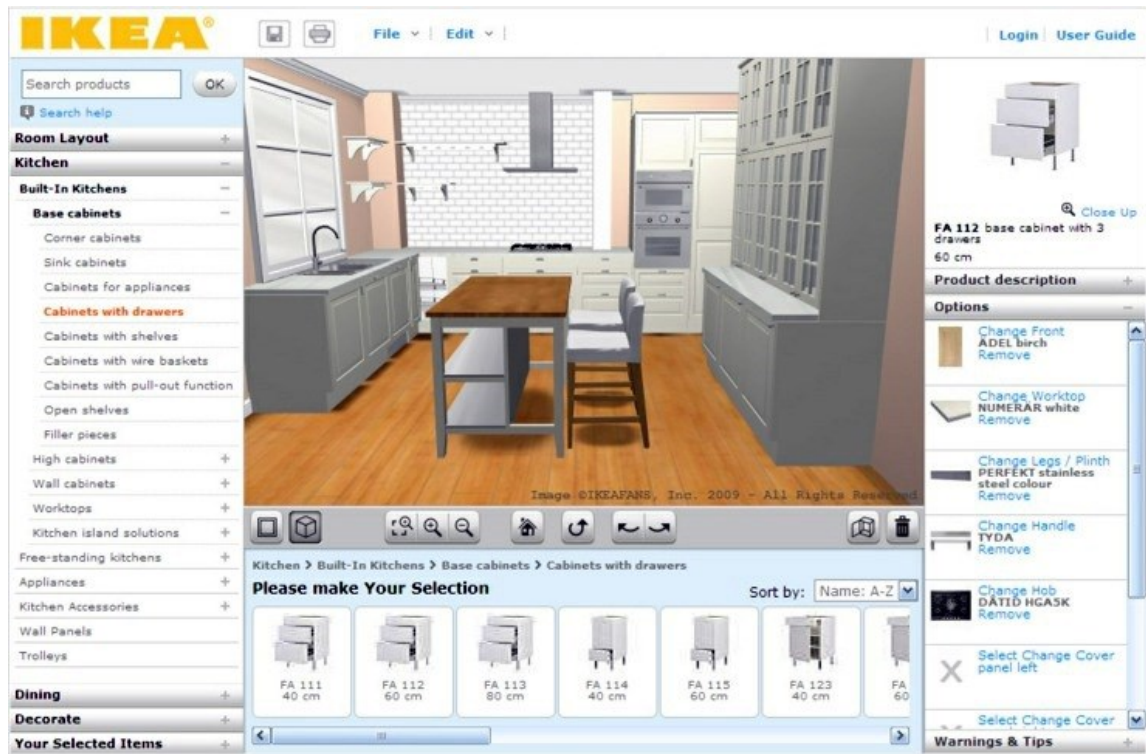 IKEA®
File
Edit
Login
User Guide
Search products
OK
Search help
Room Layout
Kitchen
Built-In Kitchens
Base cabinets
Corner cabinets
Sink cabinets
Cabinets for appliances
Cabinets with drawers
Cabinets with shelves
Cabinets with wire baskets
Cabinets with pull-out function
Open shelves
Filler pieces
High cabinets
Wall cabinets
Worktops
Kitchen island solutions
Free-standing kitchens
Appliances
Kitchen Accessories
Wall Panels
Trolleys
Dining
Decorate
Your Selected Items
Image ©IKEAFANS, Inc. 2009 - All Rights Reserved
Kitchen > Built-In Kitchens > Base cabinets > Cabinets with drawers
Please make Your Selection
Sort by: Name: A-Z
FA 111
40 cm
FA 112
60 cm
FA 113
80 cm
FA 114
40 cm
FA 115
60 cm
FA 123
40 cm
FA
60
Close Up
FA 112 base cabinet with 3
drawers
60 cm
Product description
Options
Change Front
ADEL birch
Remove
Change Worktop
NUMERÄR white
Remove
Change Legs / Plinth
PERFEKT stainless
steel colour
Remove
Change Handle
TYDA
Remove
Change Hob
DÅTID HGA5K
Remove
Select Change Cover
panel left
Select Change Cover
Warnings & Tips